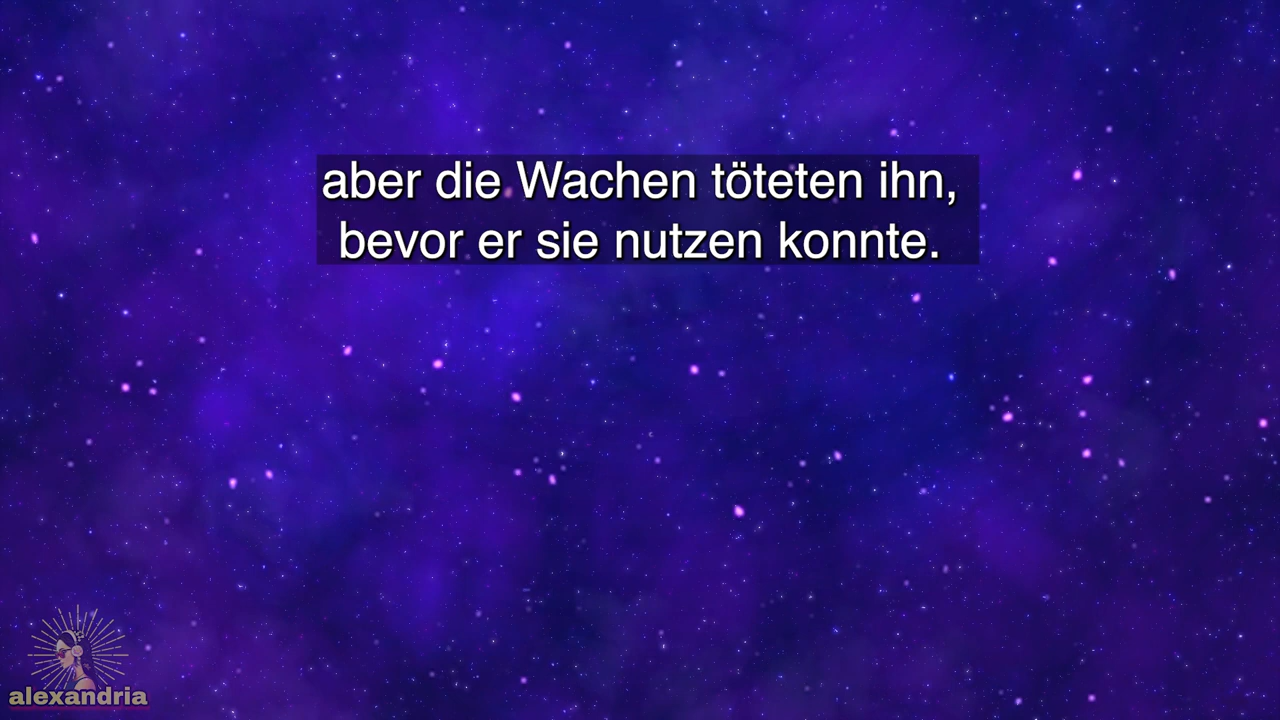 aber die Wachen töteten ihn,
bevor er sie nutzen konnte.
alexandria